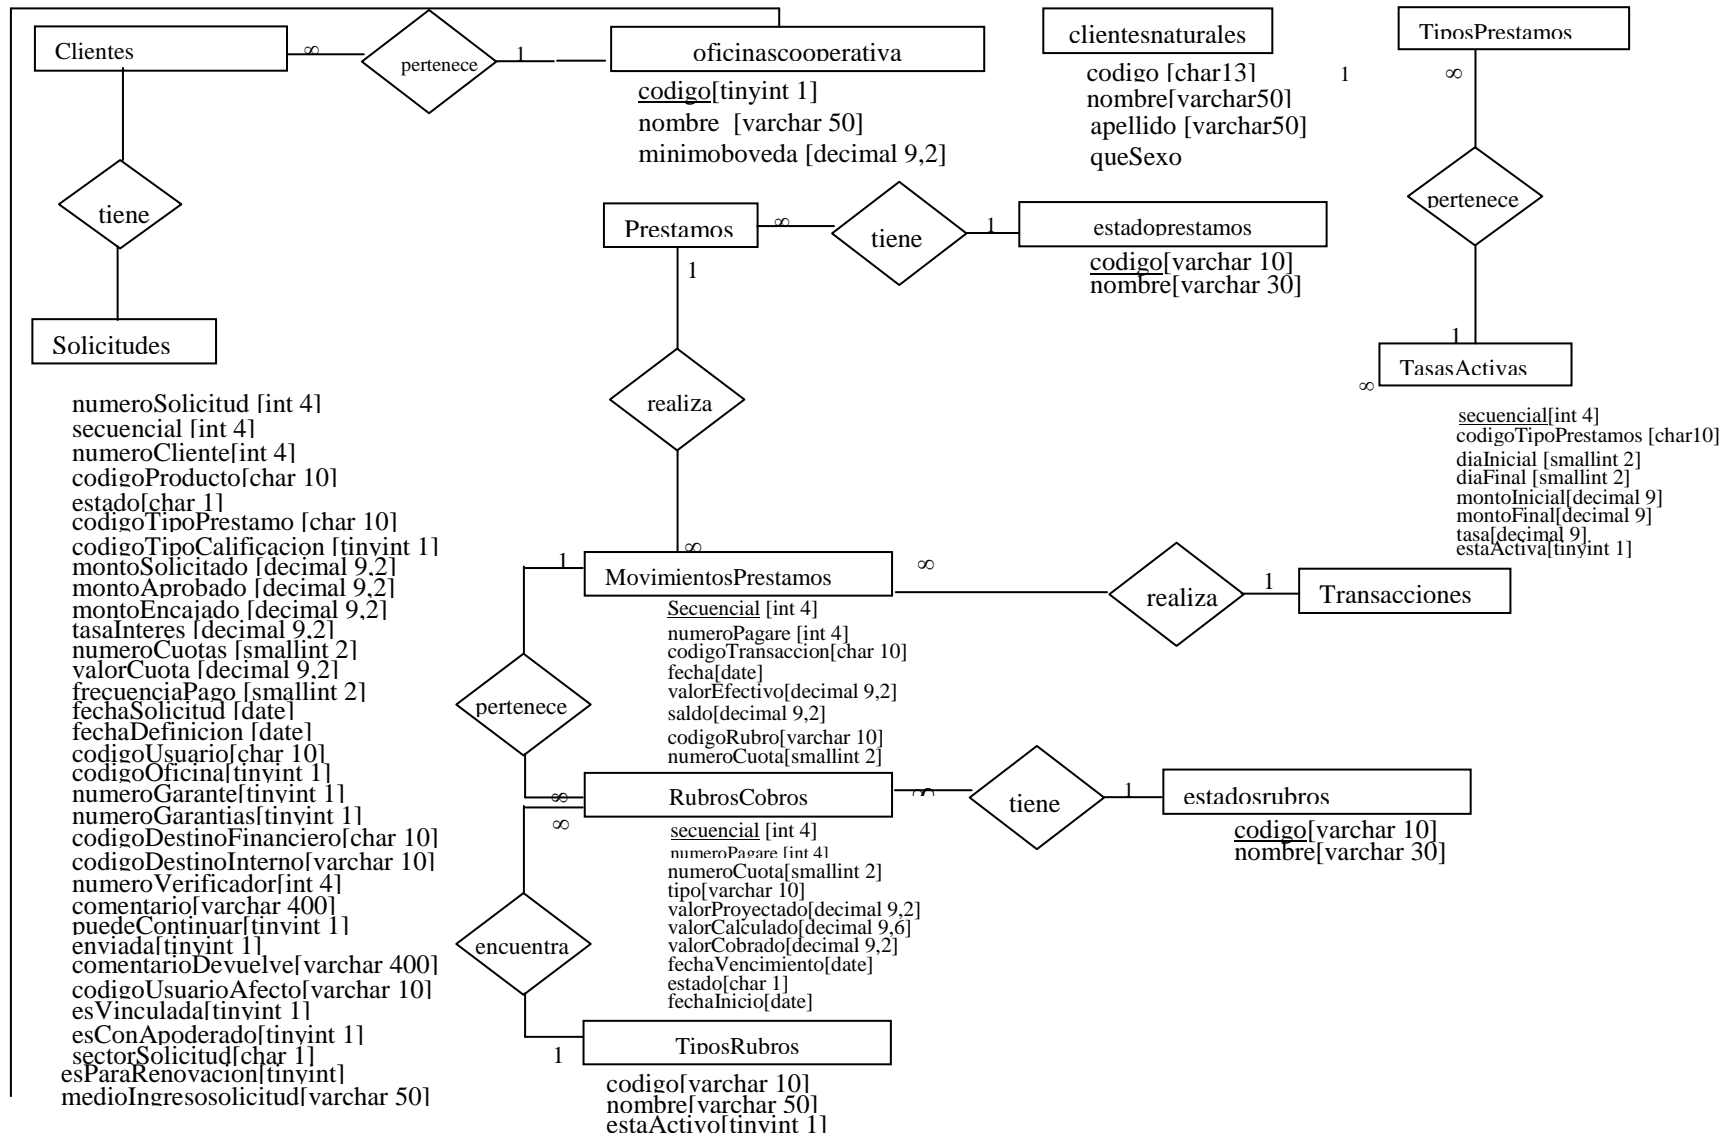 Clientes
∞
pertenece
1
oficinascooperativa
codigo[tinyint 1]
nombre [varchar 50]
minimoboveda [decimal 9,2]
clientesnaturales
codigo [char13]
nombre[varchar50]
apellido [varchar50]
queSexo
1
TiposPrestamos
∞
pertenece
1
TasasActivas
∞
secuencial[int 4]
codigoTipoPrestamos [char10]
diaInicial [smallint 2]
diaFinal [smallint 2]
montoInicial[decimal 9]
montoFinal[decimal 9]
tasa[decimal 9]
estaActiva[tinyint 1]
tiene
Solicitudes
numeroSolicitud [int 4]
secuencial [int 4]
numeroCliente[int 4]
codigoProducto[char 10]
estado[char 1]
codigoTipoPrestamo [char 10]
codigoTipoCalificacion [tinyint 1]
montoSolicitado [decimal 9,2]
montoAprobado [decimal 9,2]
montoEncajado [decimal 9,2]
tasaInteres [decimal 9,2]
numeroCuotas [smallint 2]
valorCuota [decimal 9,2]
frecuenciaPago [smallint 2]
fechaSolicitud [date]
fechaDefinicion [date]
codigoUsuario[char 10]
codigoOficina[tinyint 1]
numeroGarante[tinyint 1]
numeroGarantias[tinyint 1]
codigoDestinoFinanciero[char 10]
codigoDestinoInterno[varchar 10]
numeroVerificador[int 4]
comentario[varchar 400]
puedeContinuar[tinyint 1]
enviada[tinyint 1]
comentarioDevuelve[varchar 400]
codigoUsuarioAfecto[varchar 10]
esVinculada[tinyint 1]
esConApoderado[tinyint 1]
sectorSolicitud[char 1]
esParaRenovacion[tinyint]
medioIngresosolicitud[varchar 50]
Prestamos
∞
tiene
1
estadoprestamos
codigo[varchar 10]
nombre[varchar 30]
1
realiza
∞
1
MovimientosPrestamos
∞
realiza
1
Transacciones
Secuencial [int 4]
numeroPagare [int 4]
codigoTransaccion[char 10]
fecha[date]
valorEfectivo[decimal 9,2]
saldo[decimal 9,2]
codigoRubro[varchar 10]
numeroCuota[smallint 2]
pertenece
∞
∞
RubrosCobros
∞
tiene
1
estadosrubros
codigo[varchar 10]
nombre[varchar 30]
secuencial [int 4]
numeroPagare [int 4]
numeroCuota[smallint 2]
tipo[varchar 10]
valorProyectado[decimal 9,2]
valorCalculado[decimal 9,6]
valorCobrado[decimal 9,2]
fechaVencimiento[date]
estado[char 1]
fechaInicio[date]
encuentra
1
TiposRubros
codigo[varchar 10]
nombre[varchar 50]
estaActivo[tinyint 1]